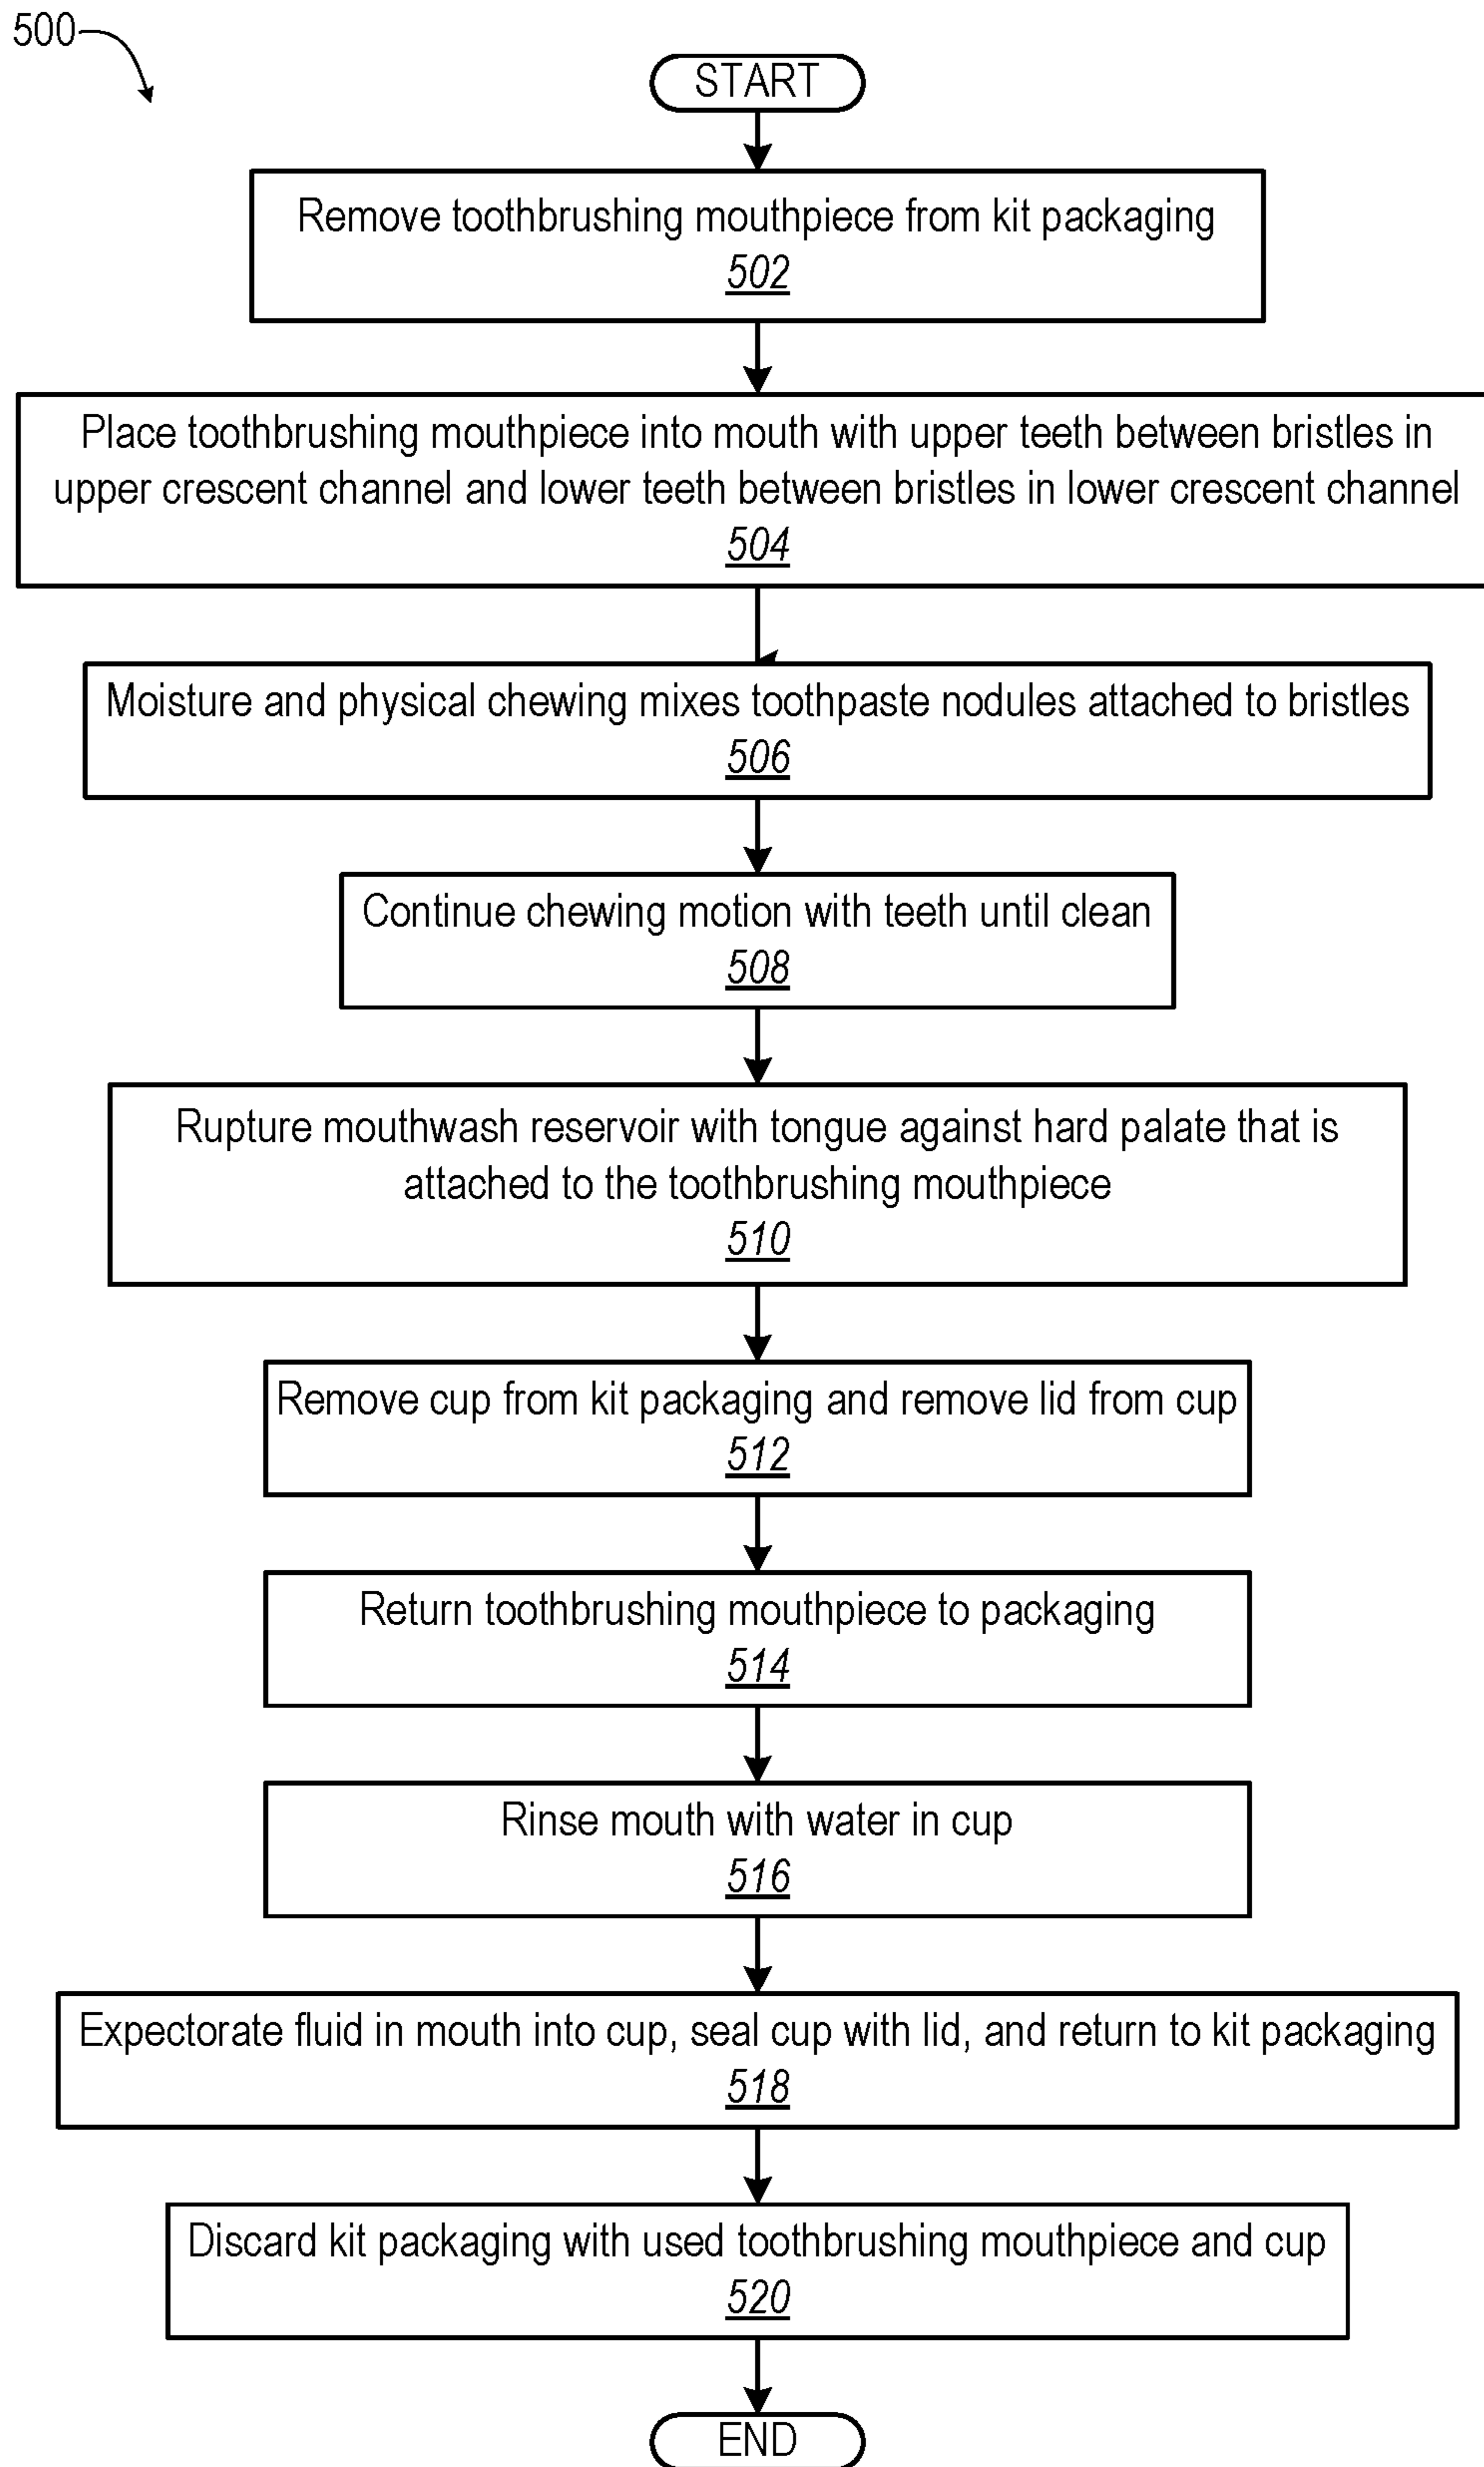 500
START
Remove toothbrushing mouthpiece from kit packaging
502
Place toothbrushing mouthpiece into mouth with upper teeth between bristles in
upper crescent channel and lower teeth between bristles in lower crescent channel
504
Moisture and physical chewing mixes toothpaste nodules attached to bristles
506
Continue chewing motion with teeth until clean
508
Rupture mouthwash reservoir with tongue against hard palate that is
attached to the toothbrushing mouthpiece
510
Remove cup from kit packaging and remove lid from cup
512
Return toothbrushing mouthpiece to packaging
514
Rinse mouth with water in cup
516
Expectorate fluid in mouth into cup, seal cup with lid, and return to kit packaging
518
Discard kit packaging with used toothbrushing mouthpiece and cup
520
END